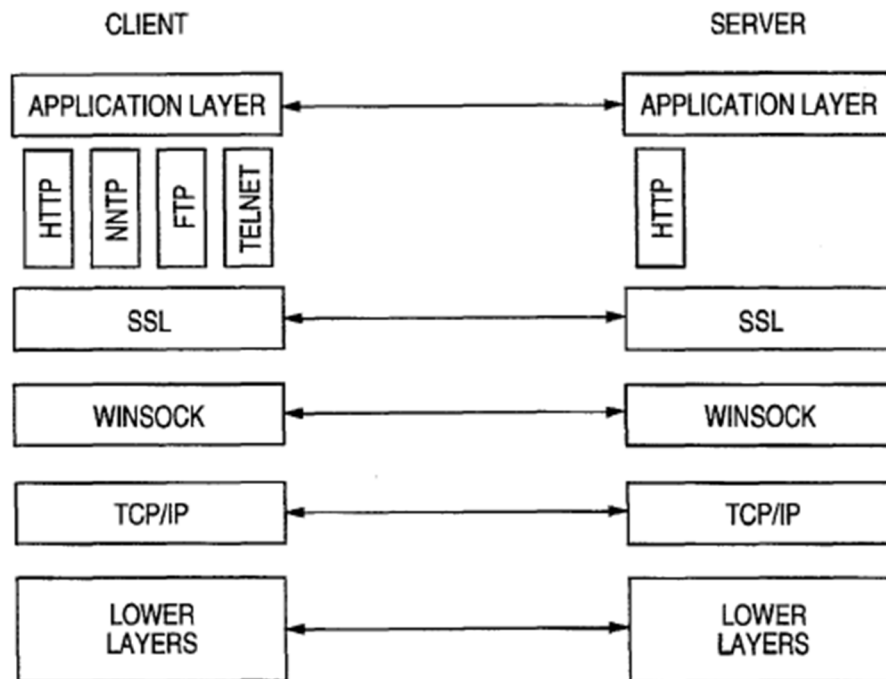 CLIENT
SERVER
APPLICATION LAYER
APPLICATION LAYER
HTTP
NNTP
FTP
TELNET
HTTP
SSL
SSL
WINSOCK
WINSOCK
TCP/IP
TCP/IP
LOWER
LAYERS
LOWER
LAYERS